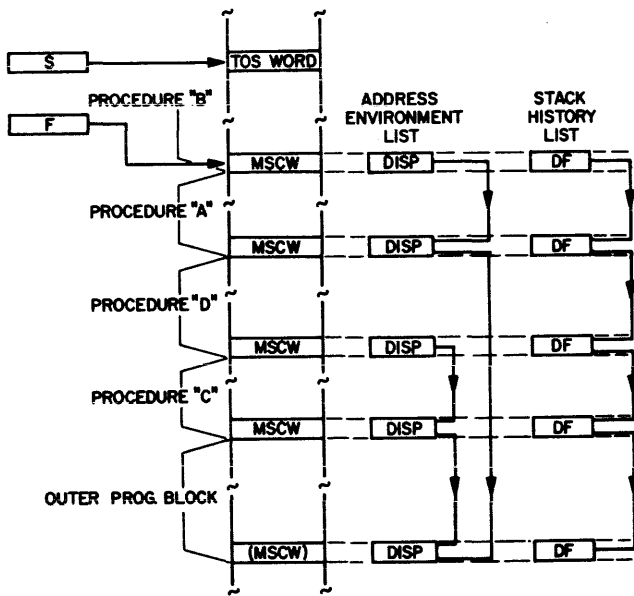 S
TOS WORD
PROCEDURE "B"
ADDRESS
ENVIRONMENT
LIST
STACK
HISTORY
LIST
F
MSCW
DISP
DF
PROCEDURE "A"
MSCW
DISP
DF
PROCEDURE "D"
MSCW
DISP
DF
PROCEDURE "C"
MSCW
DISP
DF
OUTER PROG. BLOCK
(MSCW)
DISP
DF